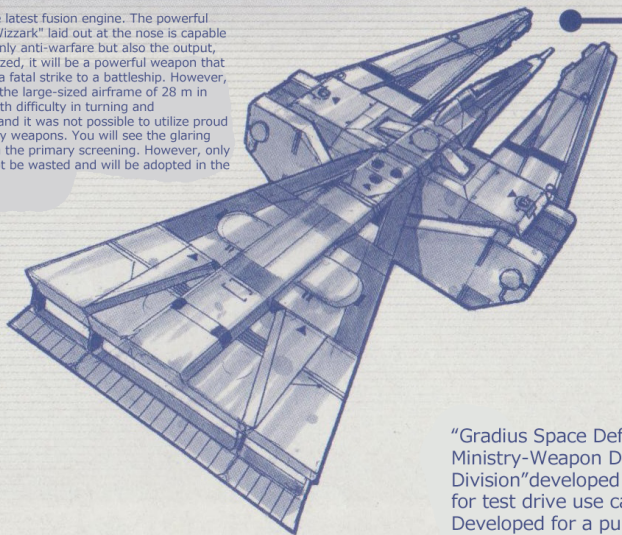 e latest fusion engine. The powerful
Wizzark" laid out at the nose is capable
nly anti-warfare but also the output,
zed, it will be a powerful weapon that
a fatal strike to a battleship. However,
the large-sized airframe of 28 m in
th difficulty in turning and
and it was not possible to utilize proud
y weapons. You will see the glaring
the primary screening. However, only
t be wasted and will be adopted in the
"Gradius Space Def
Ministry-Weapon D
Division"developed
for test drive use ca
Developed for a pu